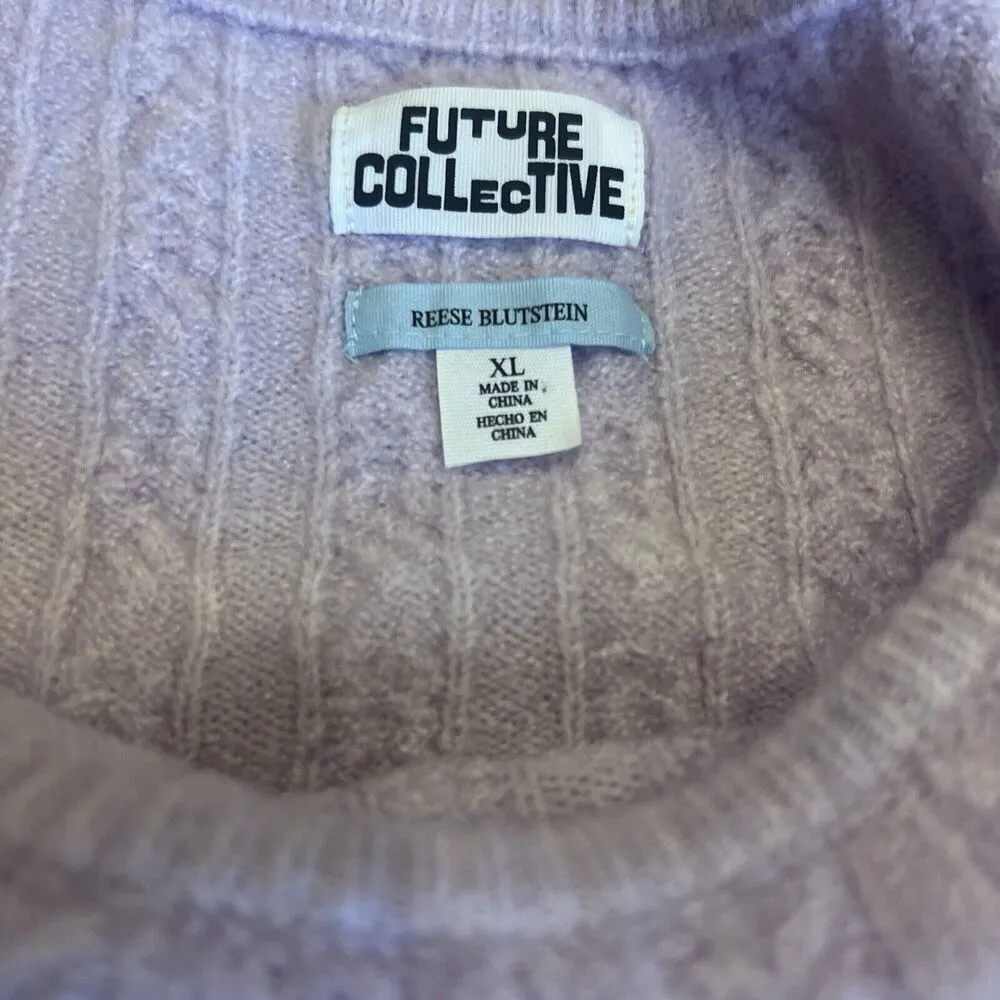 FUTURE
COLLECTIVE
REESE BLUTSTEIN
XL
MADE IN
CHINA
HECHO EN
CHINA